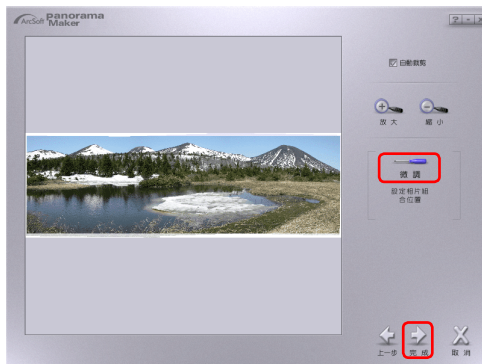 ArcSoft Panorama Maker
? - x
自動裁剪
放大
縮小
微調
設定相片組
合位置
上一步
完成
取消